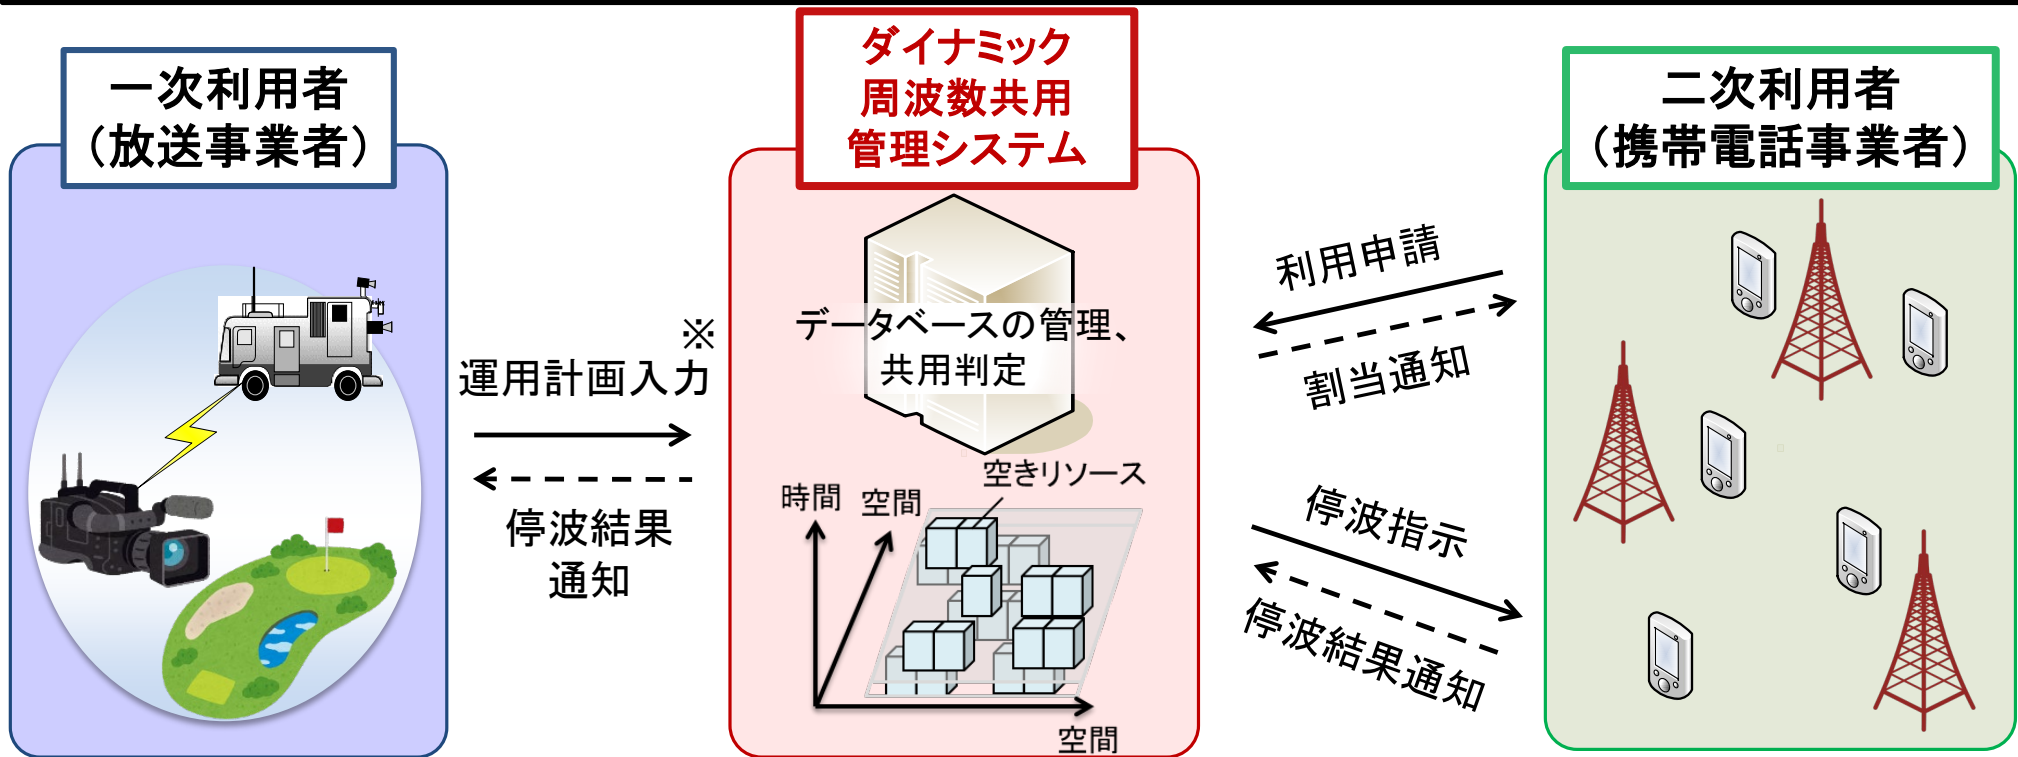 一次利用者
（放送事業者）
※
運用計画入力
停波結果
通知
ダイナミック
周波数共用
管理システム
データベースの管理、
共用判定
空きリソース
時間
空間
空間
利用申請
割当通知
停波指示
停波結果通知
二次利用者
（携帯電話事業者）